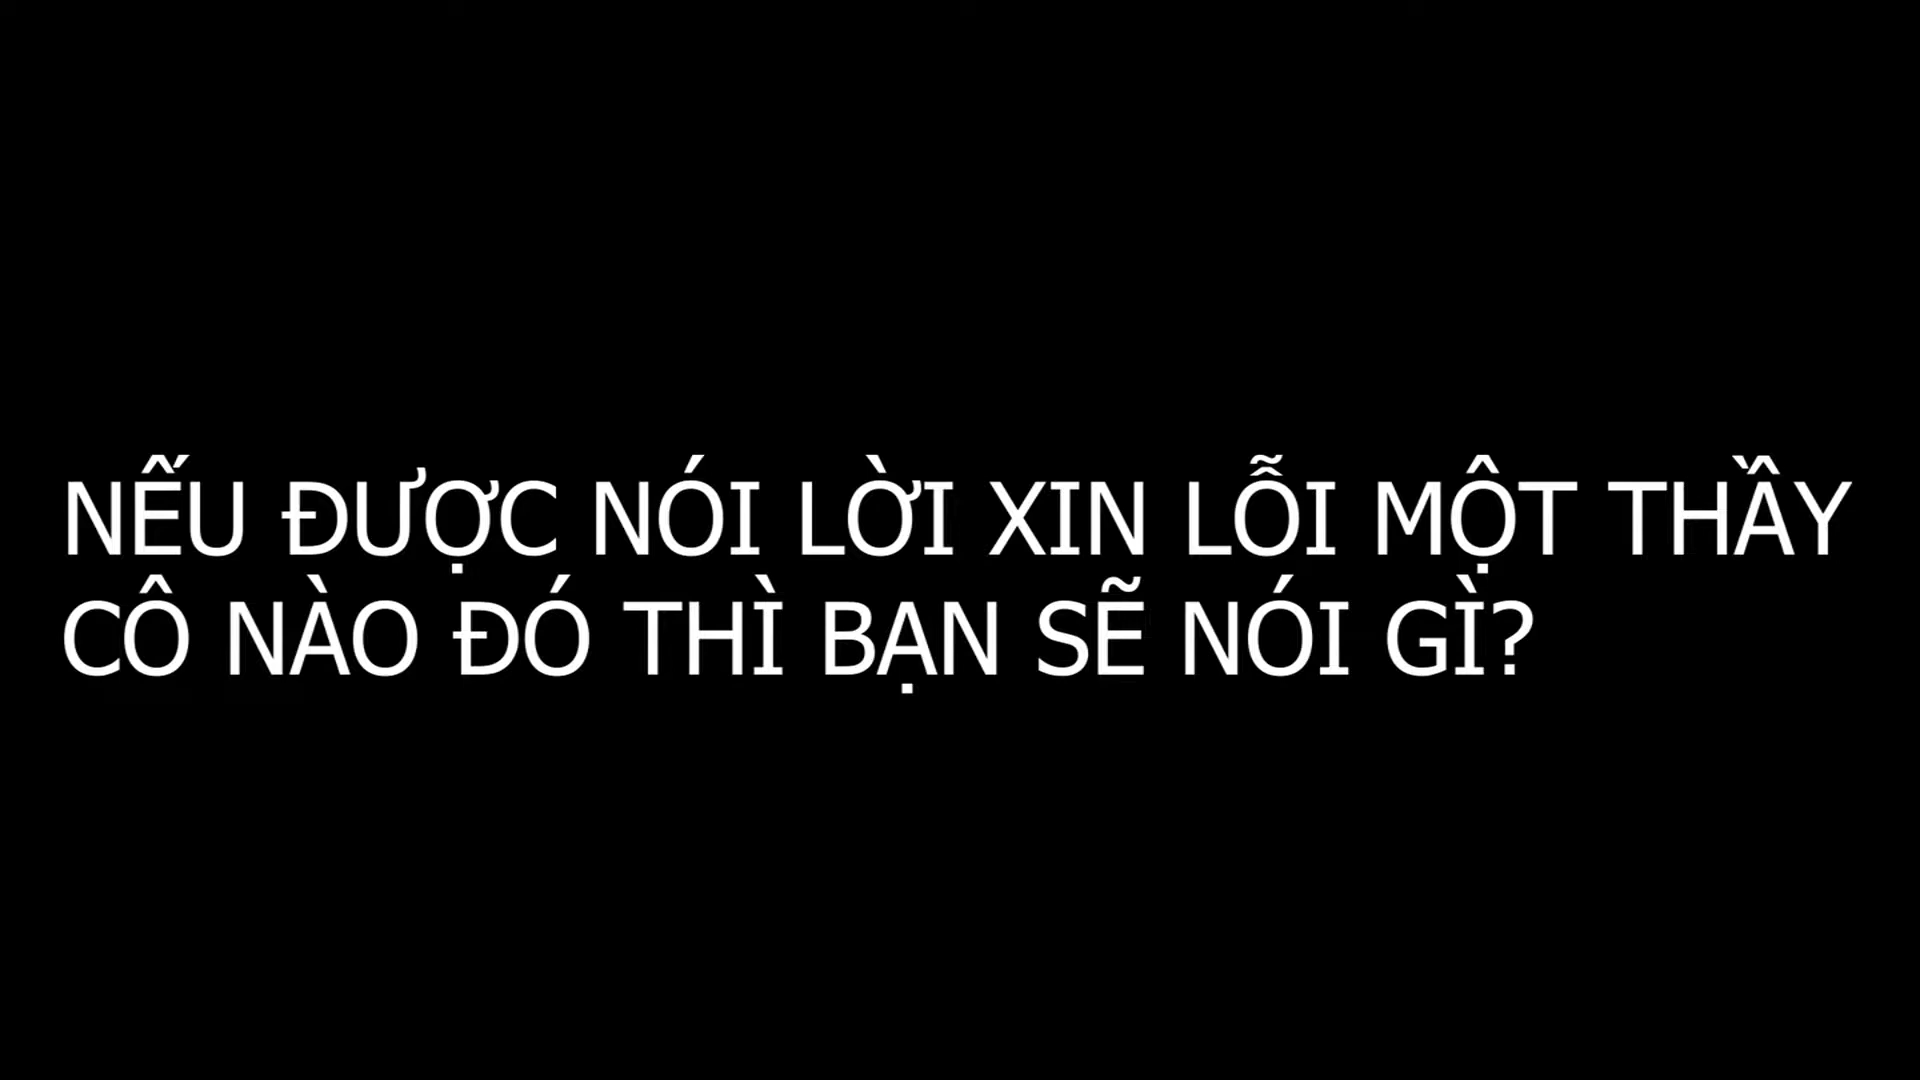 NẾU ĐƯỢC NÓI LỜI XIN LỖI MỘT THẦY
CÔ NÀO ĐÓ THÌ BẠN SẼ NÓI GÌ?